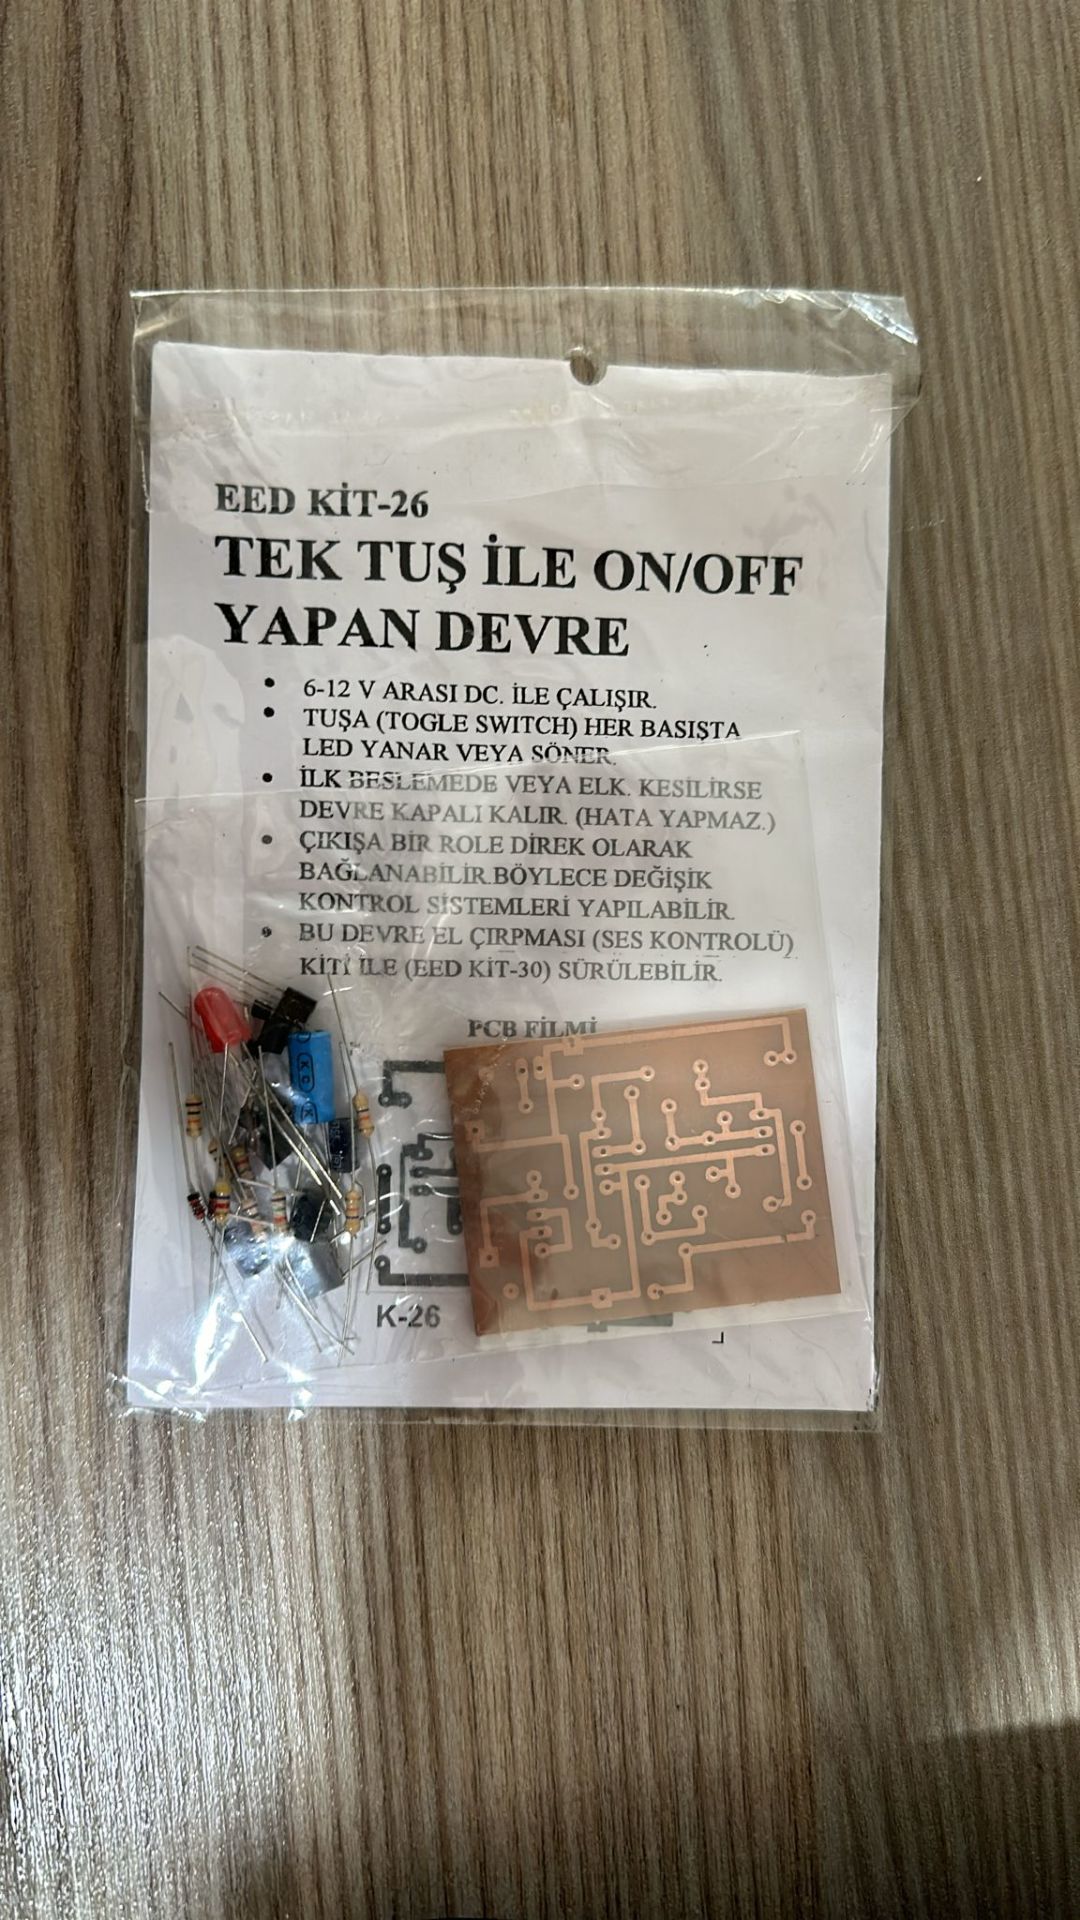 EED KİT-26
TEK TUŞ İLE ON/OFF
YAPAN DEVRE
• 6-12 V ARASI DC. İLE ÇALIŞIR.
• TUŞA (TOGLE SWITCH) HER BASIŞTA
LED YANAR VEYA SÖNER.
• İLK BESLEMEDE VEYA ELK. KESİLİRSE
DEVRE KAPALI KALIR. (HATA YAPMAZ.)
• ÇIKIŞA BİR ROLE DİREK OLARAK
BAĞLANABİLİR.BÖYLECE DEĞİŞİK
KONTROL SİSTEMLERİ YAPILABİLİR.
• BU DEVRE EL ÇIRPMASI (SES KONTROLÜ)
KİTİ İLE (EED KİT-30) SÜRÜLEBİLİR.
PCB FİLMİ
K-26